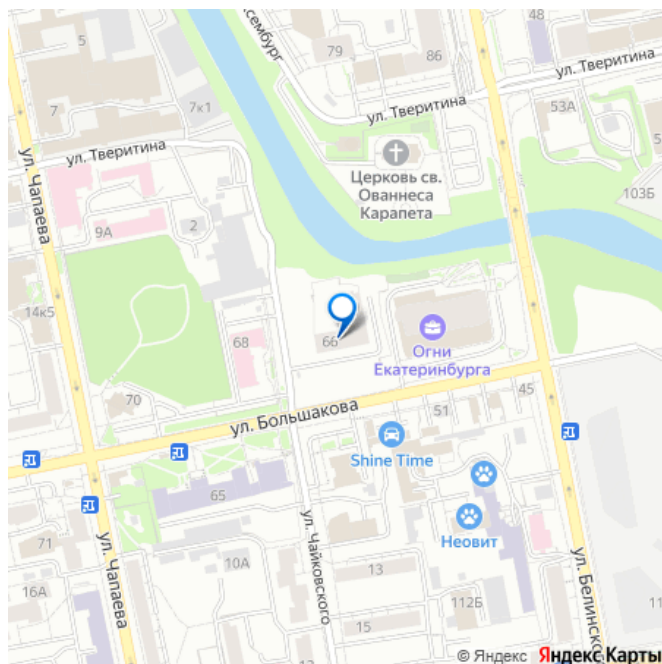 5
79
86
48
7
7к1
ул. Тверитина
ул. Тверитина
53А
ул. Тверитина
Церковь св.
Ованнеса
Карапета
103Б
ул. Чапаева
9А
2
14к5
68
66
Огни
Екатеринбурга
70
ул. Большакова
51
45
Shine Time
65
Неовит
71
ул. Чапаева
10А
ул. Чайковского
13
16А
112Б
15
ул. Белинско
© Яндекс Яндекс Карты